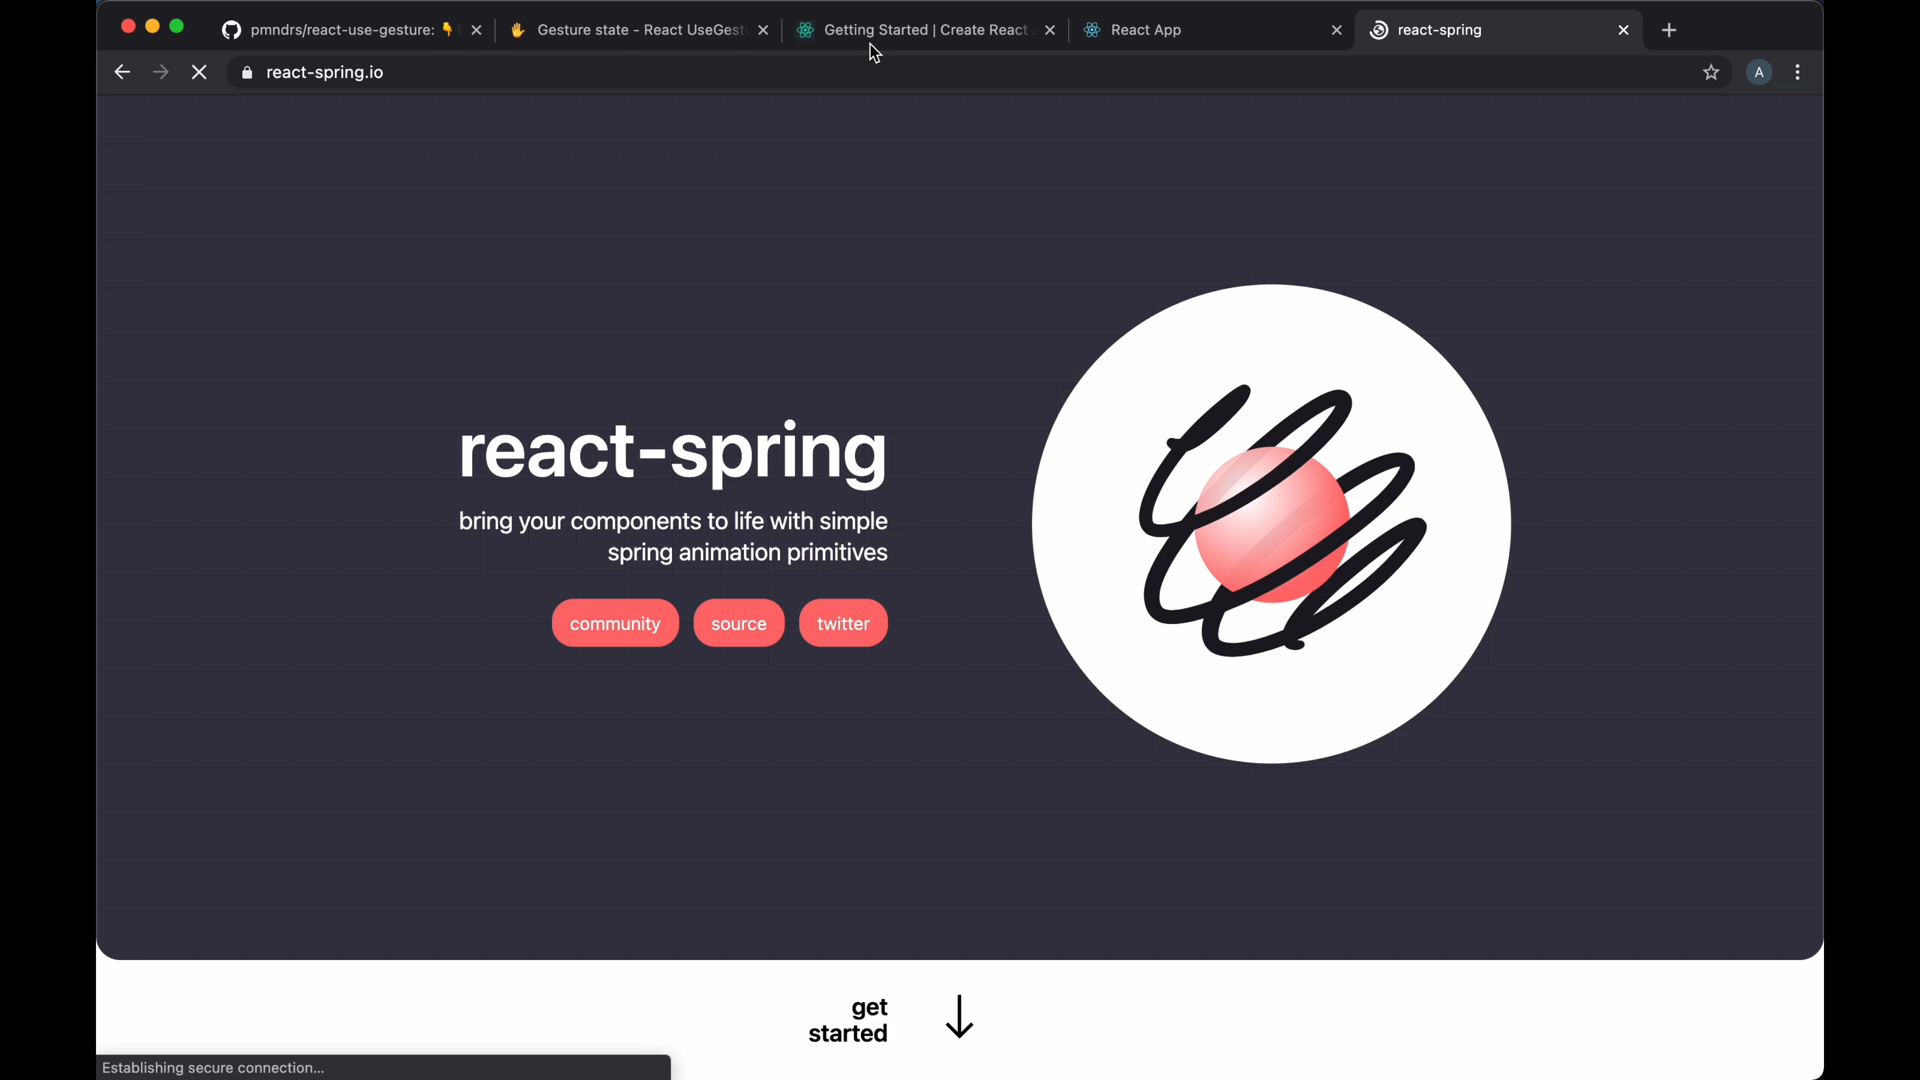 pmndrs/react-use-gesture: 👇
Gesture state - React UseGest
Getting Started | Create React
React App
react-spring
react-spring.io
A
react-spring
bring your components to life with simple
spring animation primitives
community
source
twitter
get
started
Establishing secure connection...